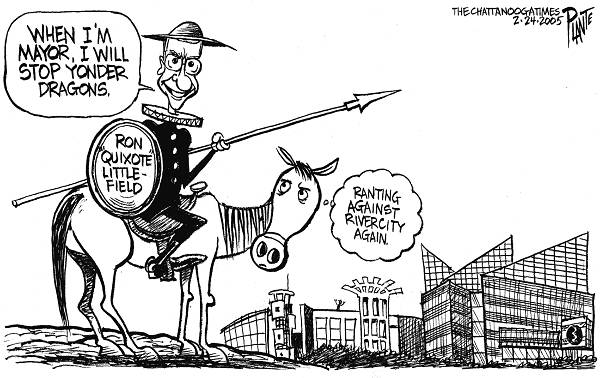 THE CHATTANOOGA TIMES
2.24.2005
PLANTE
WHEN I'M
MAYOR, I WILL
STOP YONDER
DRAGONS.
RON
"QUIXOTE"
LITTLE-
FIELD
RANTING
AGAINST
RIVERCITY
AGAIN.